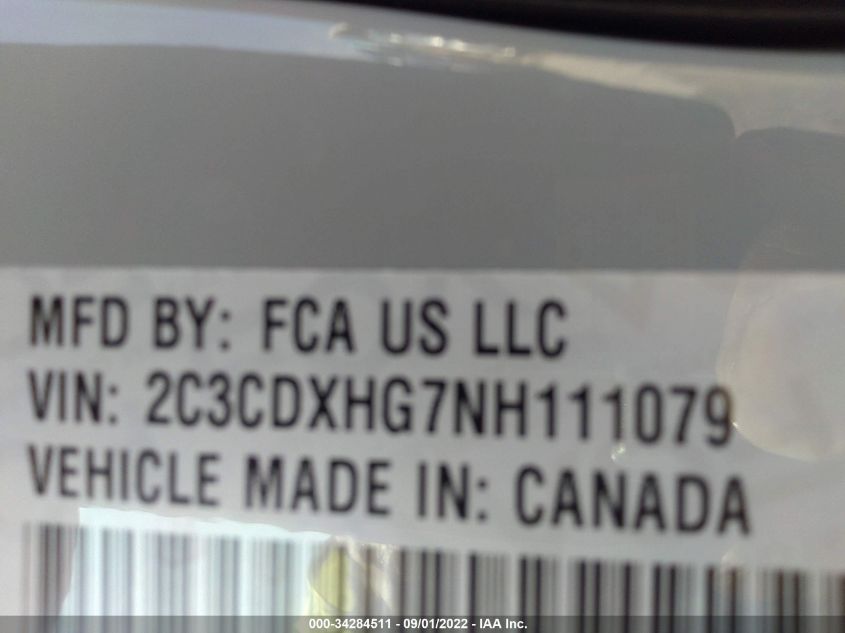 MFD BY: FCA US LLC
VIN: 2C3CDXHG7NH111079
VEHICLE MADE IN: CANADA
000-34284511 - 09/01/2022 - IAA Inc.